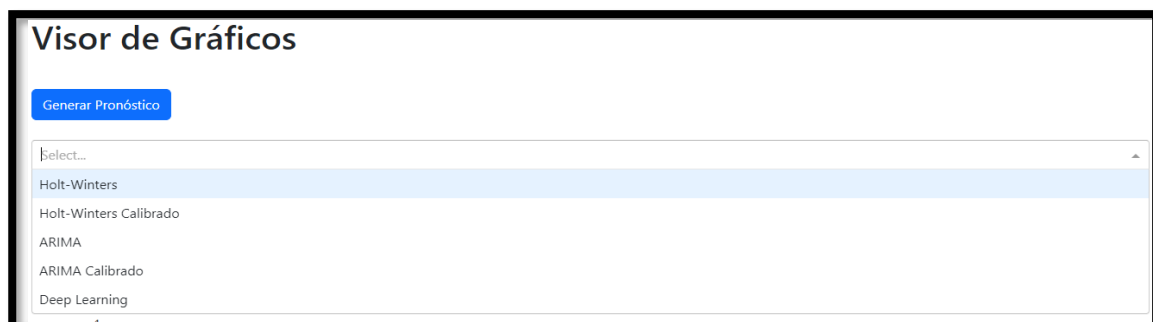 Visor de Gráficos
Generar Pronóstico
Select...
Holt-Winters
Holt-Winters Calibrado
ARIMA
ARIMA Calibrado
Deep Learning